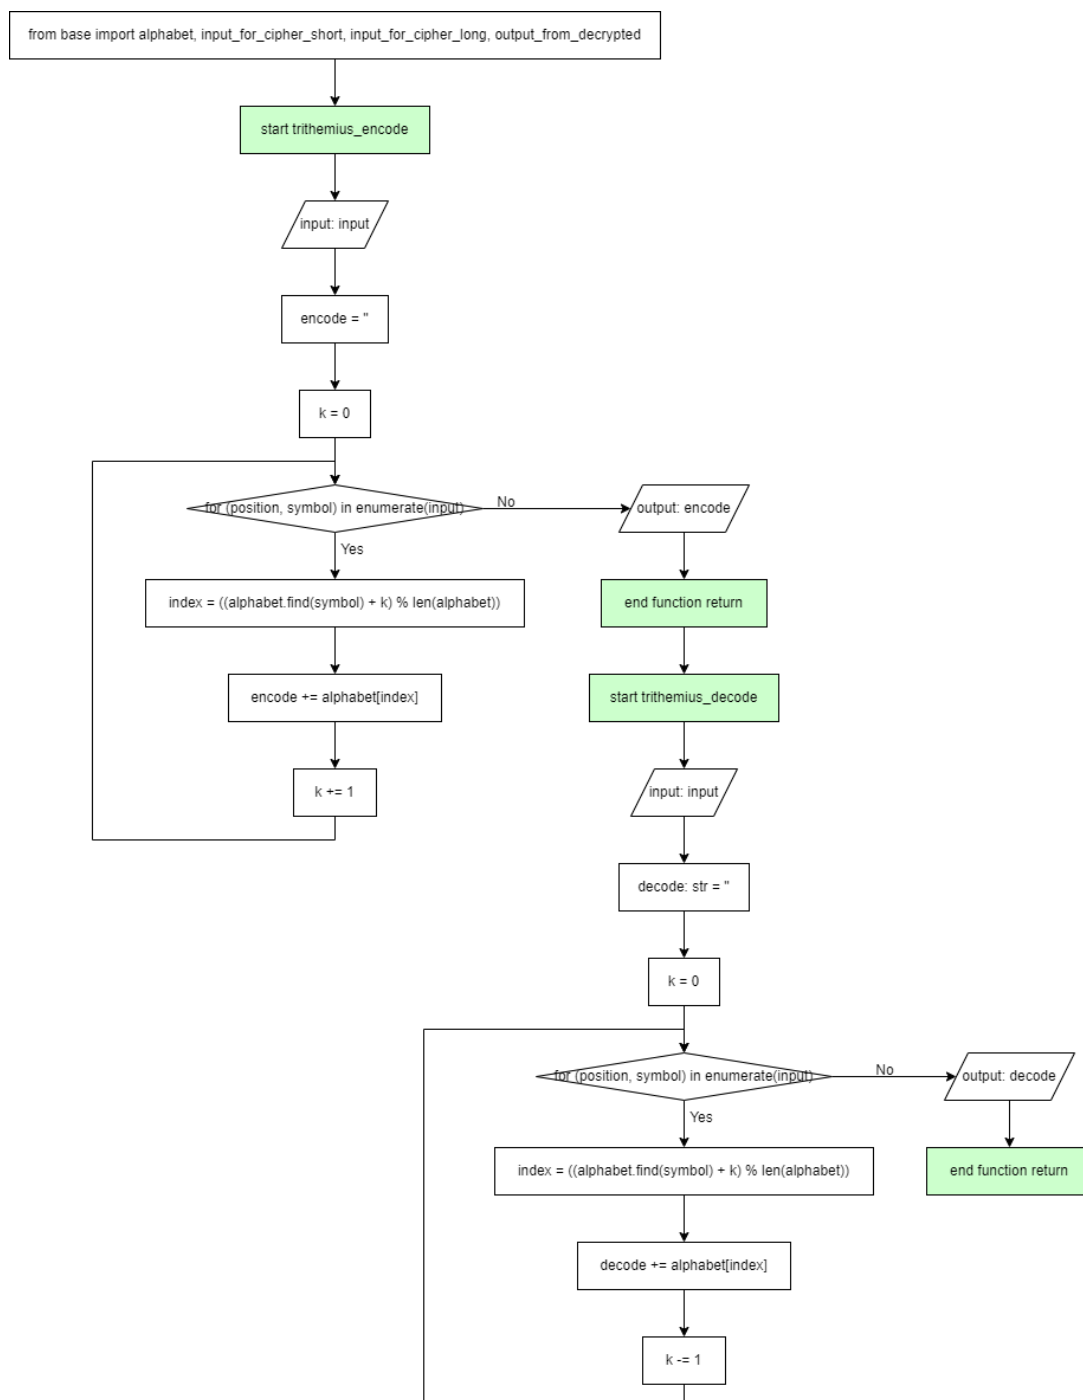 from base import alphabet, input_for_cipher_short, input_for_cipher_long, output_from_decrypted
start trithemius_encode
input: input
encode = ''
k = 0
for (position, symbol) in enumerate(input)
No
output: encode
Yes
index = ((alphabet.find(symbol) + k) % len(alphabet))
end function return
encode += alphabet[index]
start trithemius_decode
k += 1
input: input
decode: str = ''
k = 0
for (position, symbol) in enumerate(input)
No
output: decode
Yes
index = ((alphabet.find(symbol) + k) % len(alphabet))
end function return
decode += alphabet[index]
k -= 1